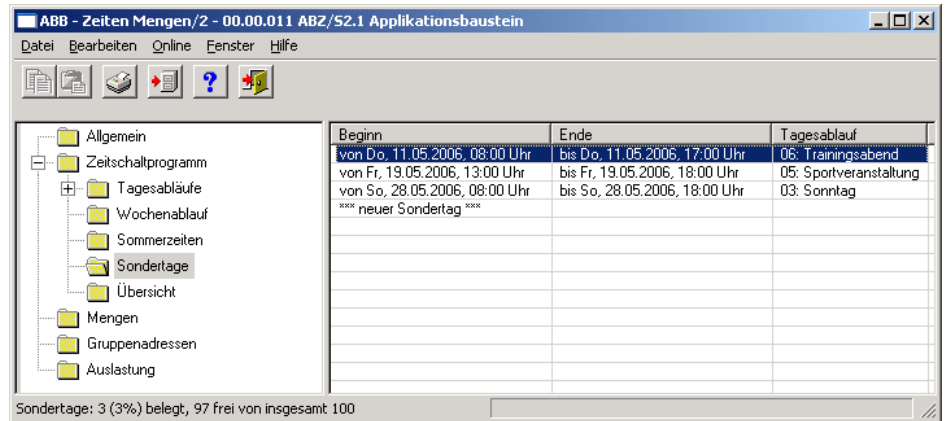 ABB - Zeiten Mengen/2 - 00.00.011 ABZ/S2.1 Applikationsbaustein
Datei Bearbeiten Online Fenster Hilfe
Allgemein
Zeitschaltprogramm
Tagesabläufe
Wochenablauf
Sommerzeiten
Sondertage
Übersicht
Mengen
Gruppenadressen
Auslastung
Beginn Ende Tagesablauf
von Do, 11.05.2006, 08:00 Uhr bis Do, 11.05.2006, 17:00 Uhr 06: Trainingsabend
von Fr, 19.05.2006, 13:00 Uhr bis Fr, 19.05.2006, 18:00 Uhr 05: Sportveranstaltung
von So, 28.05.2006, 08:00 Uhr bis So, 28.05.2006, 18:00 Uhr 03: Sonntag
*** neuer Sondertag ***
Sondertage: 3 (3%) belegt, 97 frei von insgesamt 100